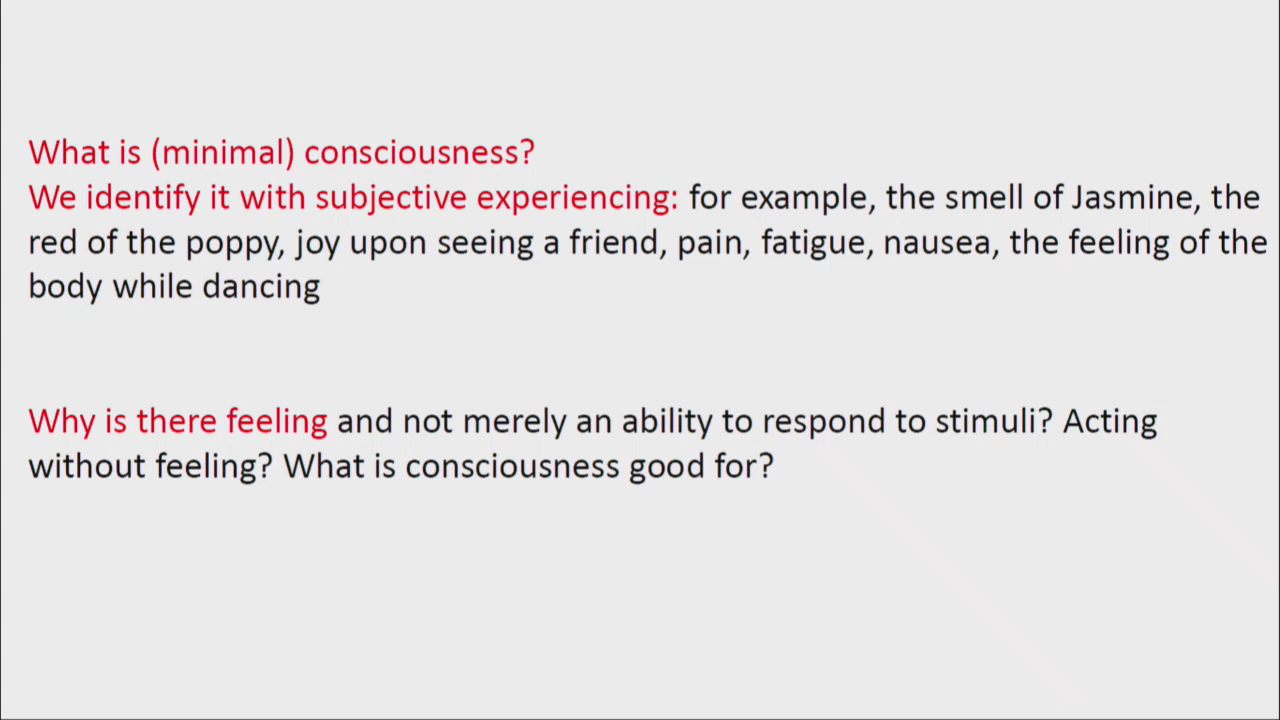 What is (minimal) consciousness?
We identify it with subjective experiencing: for example, the smell of Jasmine, the
red of the poppy, joy upon seeing a friend, pain, fatigue, nausea, the feeling of the
body while dancing
Why is there feeling and not merely an ability to respond to stimuli? Acting
without feeling? What is consciousness good for?